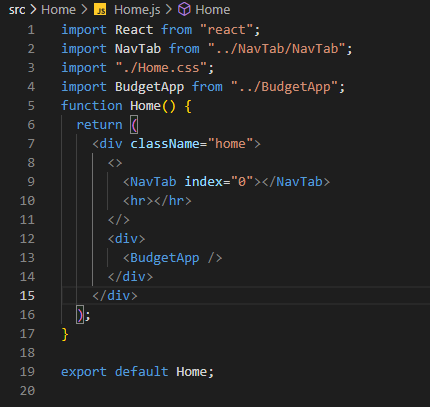 src > Home > JS Home.js > Home
1 import React from "react";
2 import NavTab from "../NavTab/NavTab";
3 import "./Home.css";
4 import BudgetApp from "../BudgetApp";
5 function Home() {
6   return (
7     <div className="home">
8       <>
9         <NavTab index="0"></NavTab>
10         <hr></hr>
11       </>
12       <div>
13         <BudgetApp />
14       </div>
15     </div>
16   );
17 }
18
19 export default Home;
20